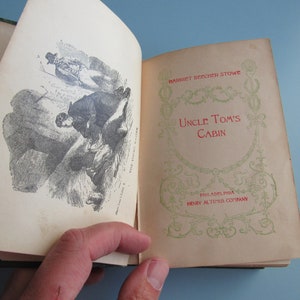 HARRIET BEECHER STOWE
UNCLE TOM'S
CABIN
PHILADELPHIA
HENRY ALTEMUS COMPANY